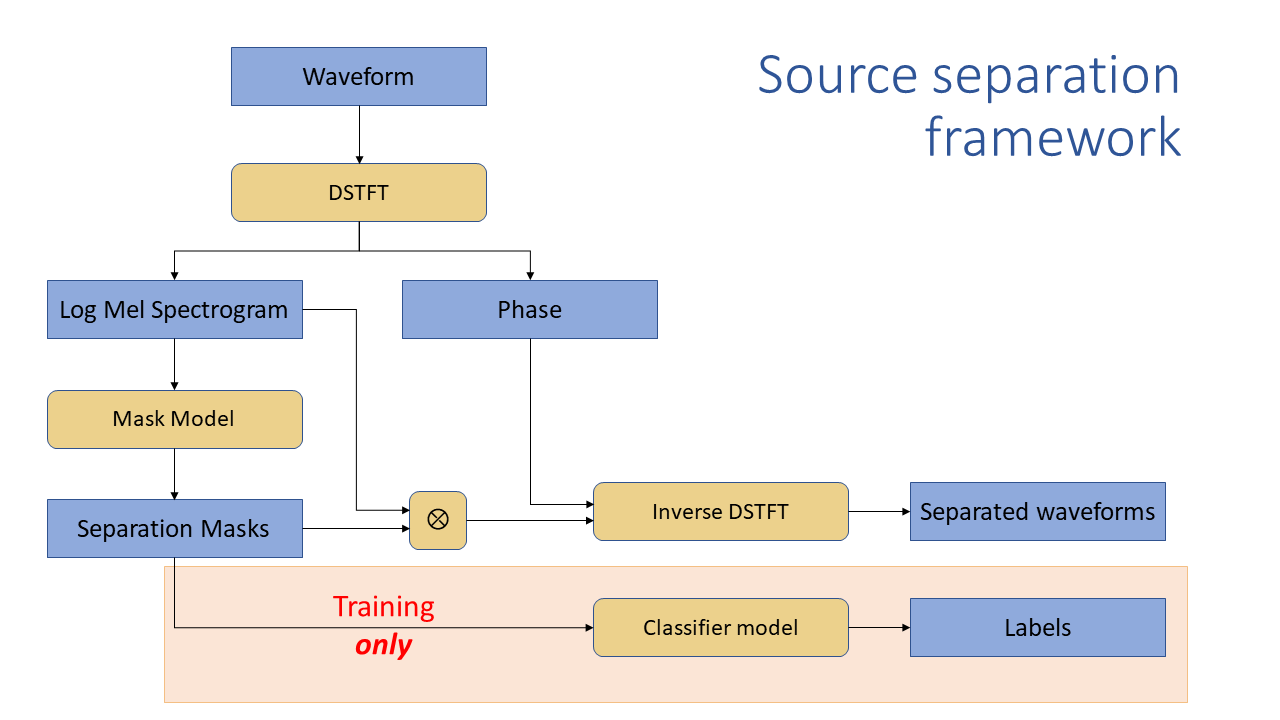 Source separation
framework
Waveform
DSTFT
Log Mel Spectrogram
Phase
Mask Model
Separation Masks
⊗
Inverse DSTFT
Separated waveforms
Training
only
Classifier model
Labels